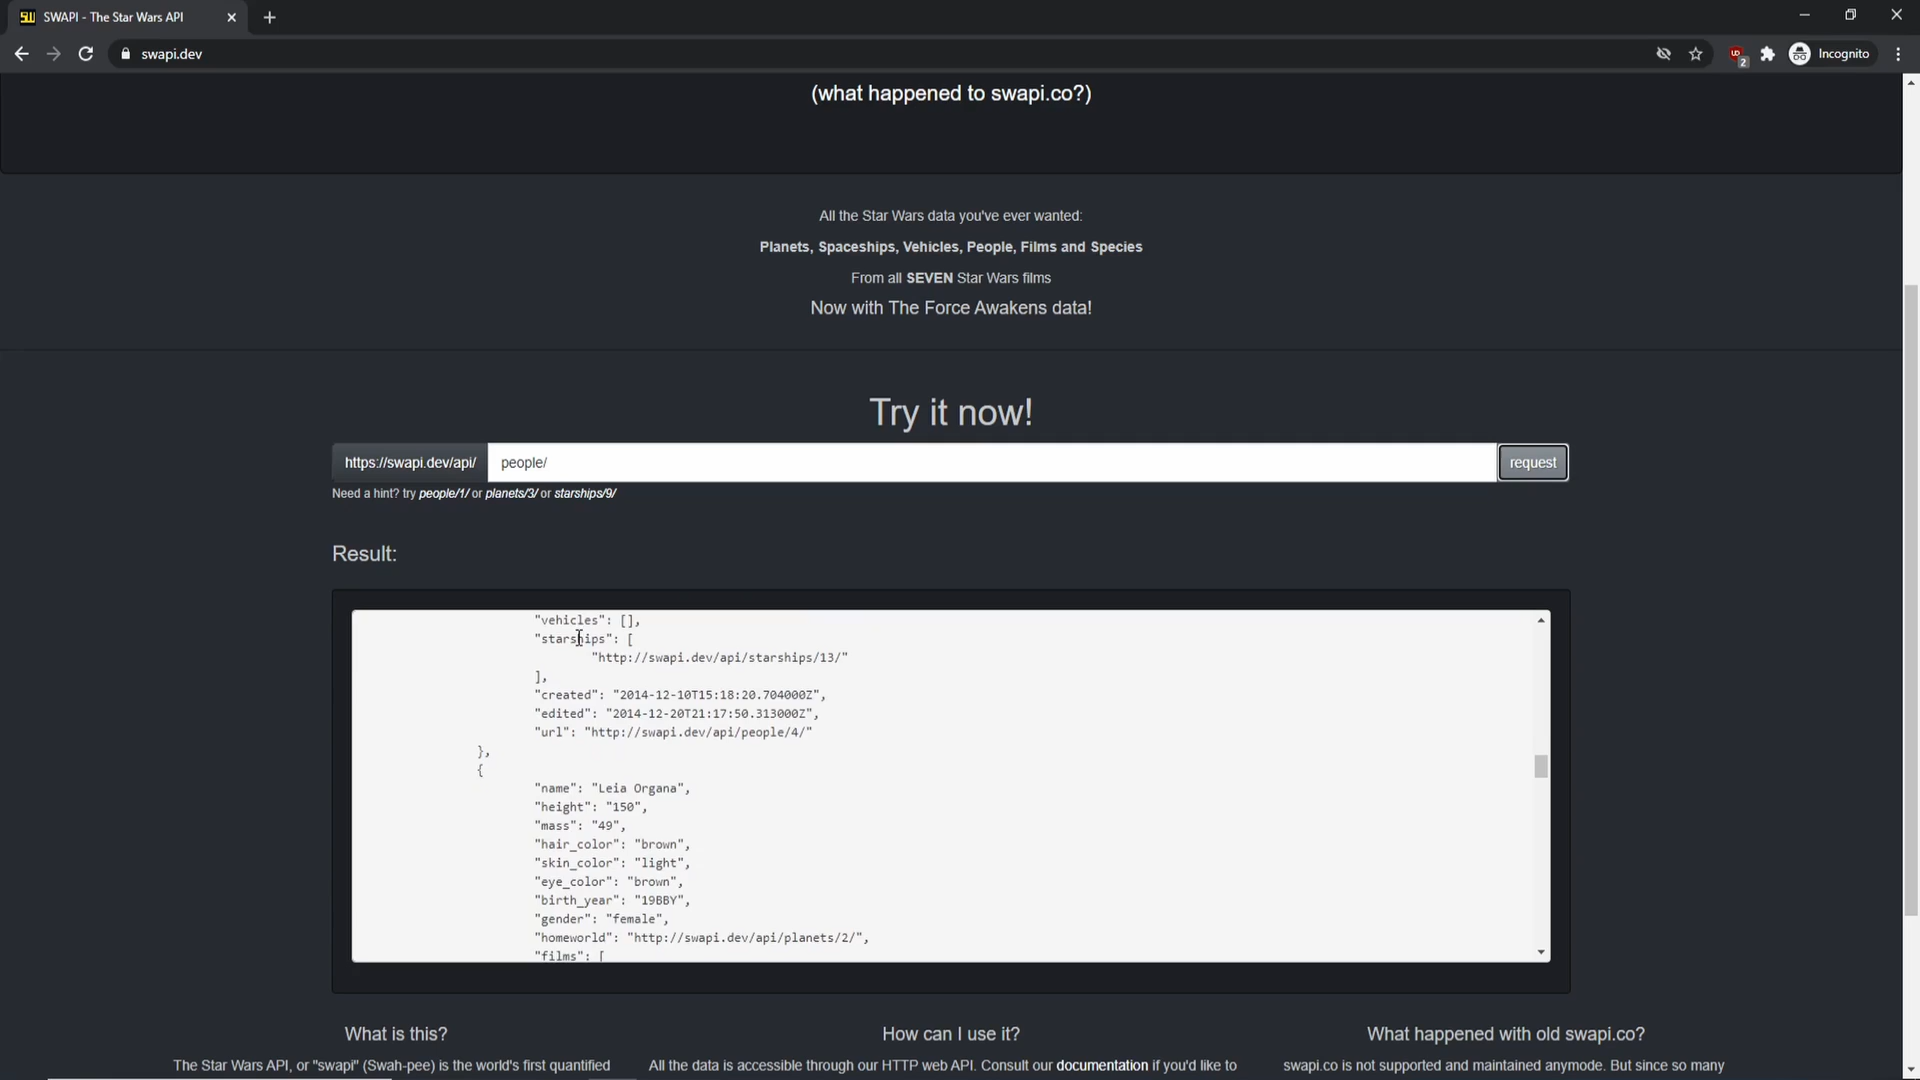 SWAPI - The Star Wars API
swapi.dev
2
Incognito
(what happened to swapi.co?)
All the Star Wars data you've ever wanted:
Planets, Spaceships, Vehicles, People, Films and Species
From all SEVEN Star Wars films
Now with The Force Awakens data!
Try it now!
https://swapi.dev/api/ people/ request
Need a hint? try people/1/ or planets/3/ or starships/9/
Result:
"vehicles": [],
"starships": [
"http://swapi.dev/api/starships/13/"
],
"created": "2014-12-10T15:18:20.704000Z",
"edited": "2014-12-20T21:17:50.313000Z",
"url": "http://swapi.dev/api/people/4/"
},
{
"name": "Leia Organa",
"height": "150",
"mass": "49",
"hair_color": "brown",
"skin_color": "light",
"eye_color": "brown",
"birth_year": "19BBY",
"gender": "female",
"homeworld": "http://swapi.dev/api/planets/2/",
"films": [
What is this?
The Star Wars API, or "swapi" (Swah-pee) is the world's first quantified
How can I use it?
All the data is accessible through our HTTP web API. Consult our documentation if you'd like to
What happened with old swapi.co?
swapi.co is not supported and maintained anymode. But since so many